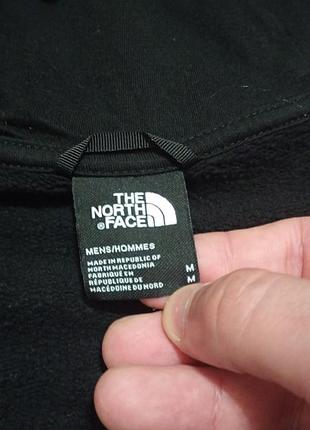 THE
NORTH
FACE
MENS/HOMMES
MADE IN REPUBLIC OF
NORTH MACEDONIA
FABRIQUÉ EN
RÉPUBLIQUE DE
MACÉDOINE DU NORD
M
M